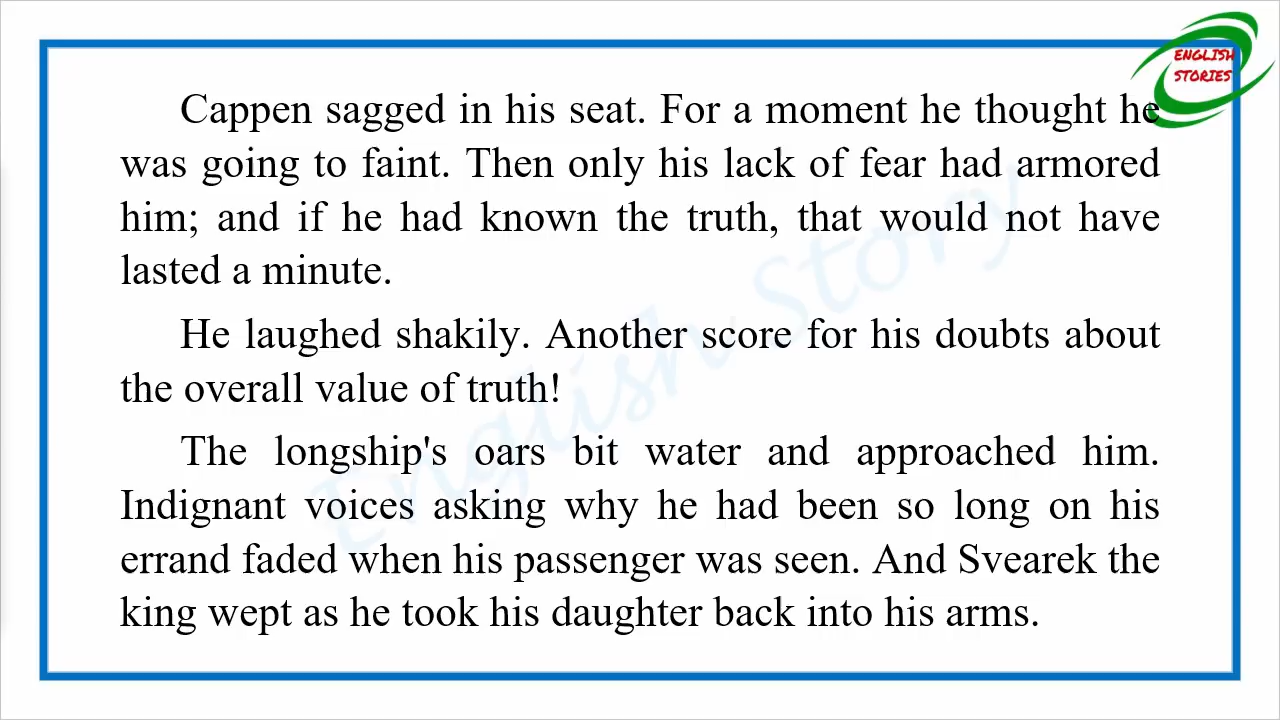 ENGLISH
STORIES
Cappen sagged in his seat. For a moment he thought he
was going to faint. Then only his lack of fear had armored
him; and if he had known the truth, that would not have
lasted a minute.
He laughed shakily. Another score for his doubts about
the overall value of truth!
The longship's oars bit water and approached him.
Indignant voices asking why he had been so long on his
errand faded when his passenger was seen. And Svearek the
king wept as he took his daughter back into his arms.
English Story